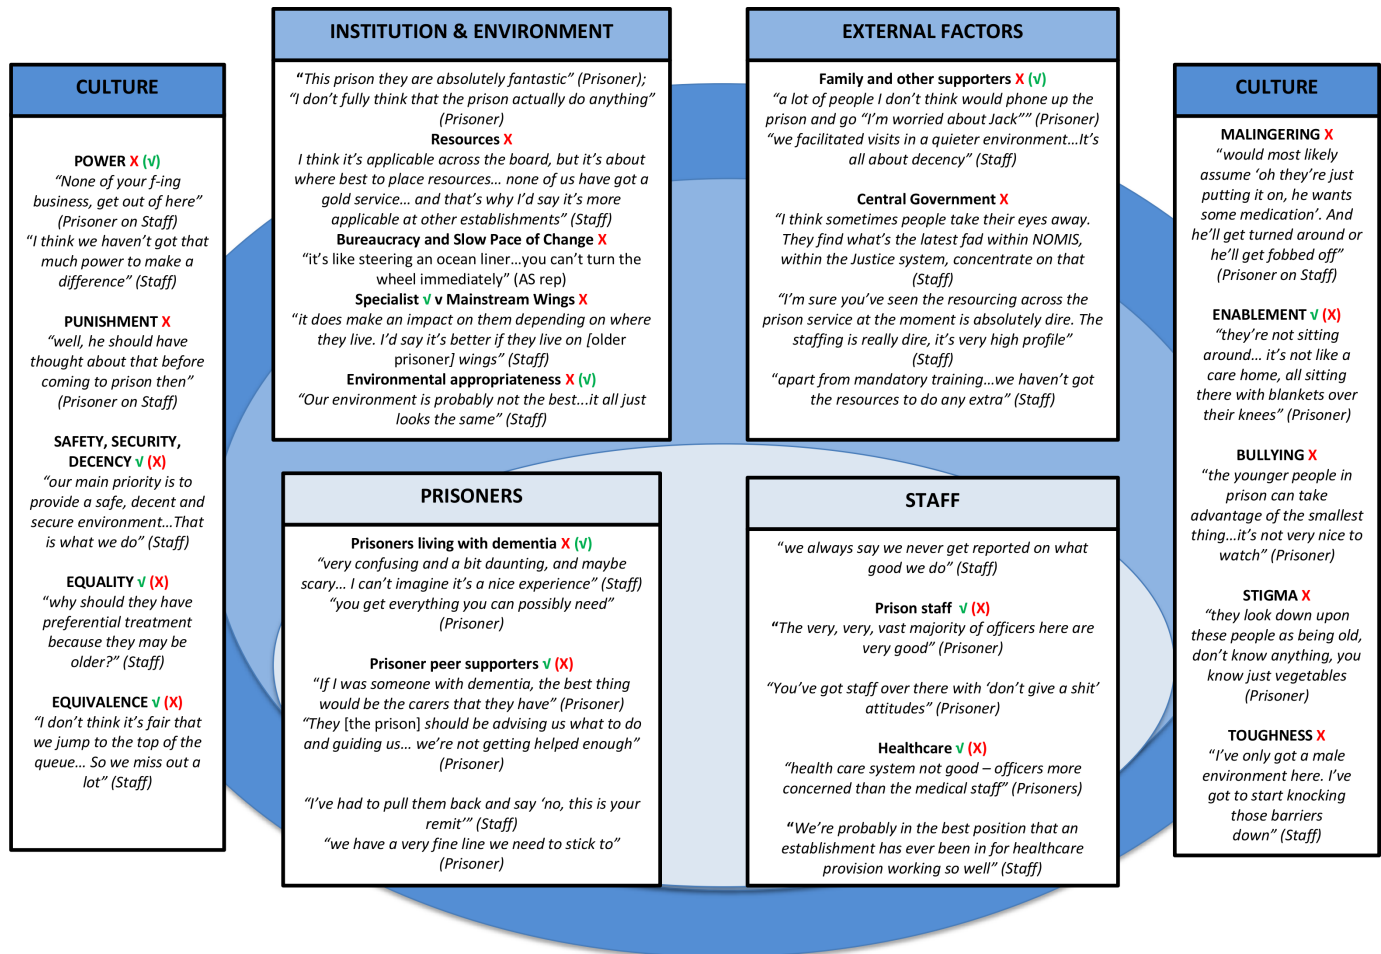 CULTURE
POWER X (√)
“None of your f-ing
business, get out of here”
(Prisoner on Staff)
“I think we haven’t got that
much power to make a
difference” (Staff)
PUNISHMENT X
“well, he should have
thought about that before
coming to prison then”
(Prisoner on Staff)
SAFETY, SECURITY,
DECENCY √ (X)
“our main priority is to
provide a safe, decent and
secure environment…That
is what we do” (Staff)
EQUALITY √ (X)
“why should they have
preferential treatment
because they may be
older?” (Staff)
EQUIVALENCE √ (X)
“I don’t think it’s fair that
we jump to the top of the
queue… So we miss out a
lot” (Staff)
INSTITUTION & ENVIRONMENT
“This prison they are absolutely fantastic” (Prisoner);
“I don’t fully think that the prison actually do anything”
(Prisoner)
Resources X
I think it’s applicable across the board, but it’s about
where best to place resources… none of us have got a
gold service… and that’s why I’d say it’s more
applicable at other establishments” (Staff)
Bureaucracy and Slow Pace of Change X
“it’s like steering an ocean liner…you can’t turn the
wheel immediately” (AS rep)
Specialist √ v Mainstream Wings X
“it does make an impact on them depending on where
they live. I’d say it’s better if they live on [older
prisoner] wings” (Staff)
Environmental appropriateness X (√)
“Our environment is probably not the best...it all just
looks the same” (Staff)
EXTERNAL FACTORS
Family and other supporters X (√)
“a lot of people I don’t think would phone up the
prison and go “I’m worried about Jack”” (Prisoner)
“we facilitated visits in a quieter environment…It’s
all about decency” (Staff)
Central Government X
“I think sometimes people take their eyes away.
They find what’s the latest fad within NOMIS,
within the Justice system, concentrate on that
(Staff)
“I’m sure you’ve seen the resourcing across the
prison service at the moment is absolutely dire. The
staffing is really dire, it’s very high profile”
(Staff)
“apart from mandatory training…we haven’t got
the resources to do any extra” (Staff)
PRISONERS
Prisoners living with dementia X (√)
“very confusing and a bit daunting, and maybe
scary… I can’t imagine it’s a nice experience” (Staff)
“you get everything you can possibly need”
(Prisoner)
Prisoner peer supporters √ (X)
“If I was someone with dementia, the best thing
would be the carers that they have” (Prisoner)
“They [the prison] should be advising us what to do
and guiding us… we’re not getting helped enough”
(Prisoner)
“I’ve had to pull them back and say ‘no, this is your
remit’” (Staff)
“we have a very fine line we need to stick to”
(Prisoner)
STAFF
“we always say we never get reported on what
good we do” (Staff)
Prison staff √ (X)
“The very, very, vast majority of officers here are
very good” (Prisoner)
“You’ve got staff over there with ‘don’t give a shit’
attitudes” (Prisoner)
Healthcare √ (X)
“health care system not good – officers more
concerned than the medical staff” (Prisoners)
“We’re probably in the best position that an
establishment has ever been in for healthcare
provision working so well” (Staff)
CULTURE
MALINGERING X
“would most likely
assume ‘oh they’re just
putting it on, he wants
some medication’. And
he’ll get turned around or
he’ll get fobbed off”
(Prisoner on Staff)
ENABLEMENT √ (X)
“they’re not sitting
around… it’s not like a
care home, all sitting
there with blankets over
their knees” (Prisoner)
BULLYING X
“the younger people in
prison can take
advantage of the smallest
thing…it’s not very nice to
watch” (Prisoner)
STIGMA X
“they look down upon
these people as being old,
don’t know anything, you
know just vegetables
(Prisoner)
TOUGHNESS X
“I’ve only got a male
environment here. I’ve
got to start knocking
those barriers
down” (Staff)